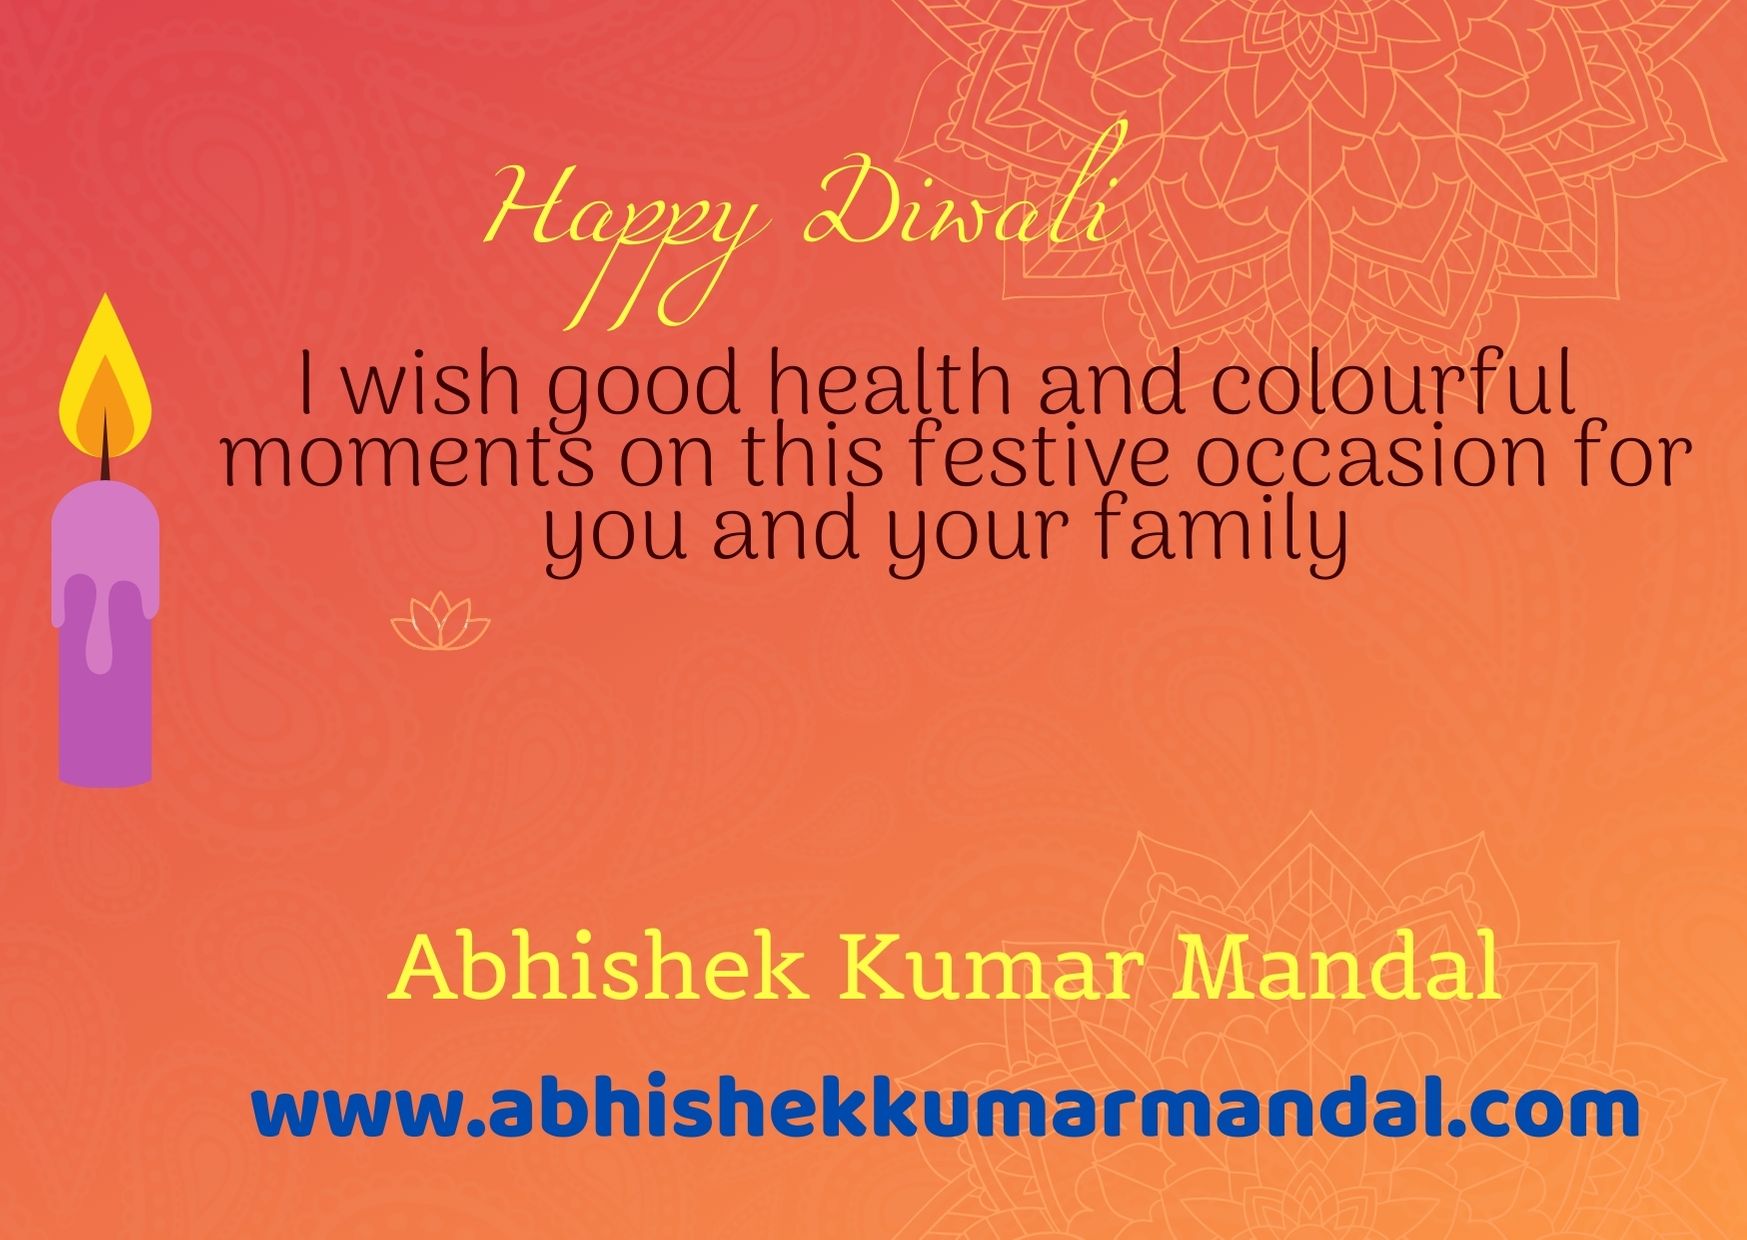 Happy Diwali
I wish good health and colourful
moments on this festive occasion for
you and your family
Abhishek Kumar Mandal
www.abhishekkumarmandal.com